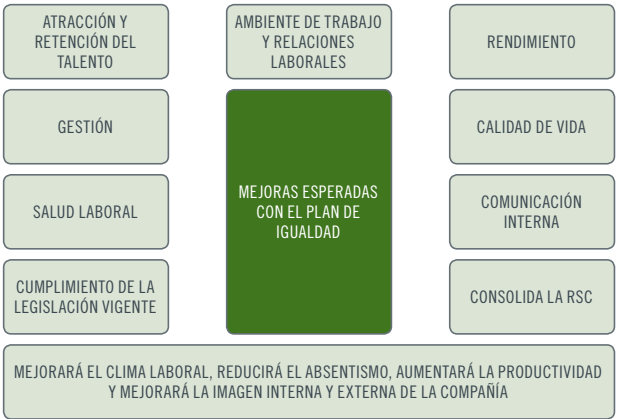 ATRACCIÓN Y
RETENCIÓN DEL
TALENTO
AMBIENTE DE TRABAJO
Y RELACIONES
LABORALES
RENDIMIENTO
GESTIÓN
CALIDAD DE VIDA
MEJORAS ESPERADAS
CON EL PLAN DE
IGUALDAD
SALUD LABORAL
COMUNICACIÓN
INTERNA
CUMPLIMIENTO DE LA
LEGISLACIÓN VIGENTE
CONSOLIDA LA RSC
MEJORARÁ EL CLIMA LABORAL, REDUCIRÁ EL ABSENTISMO, AUMENTARÁ LA PRODUCTIVIDAD
Y MEJORARÁ LA IMAGEN INTERNA Y EXTERNA DE LA COMPAÑÍA